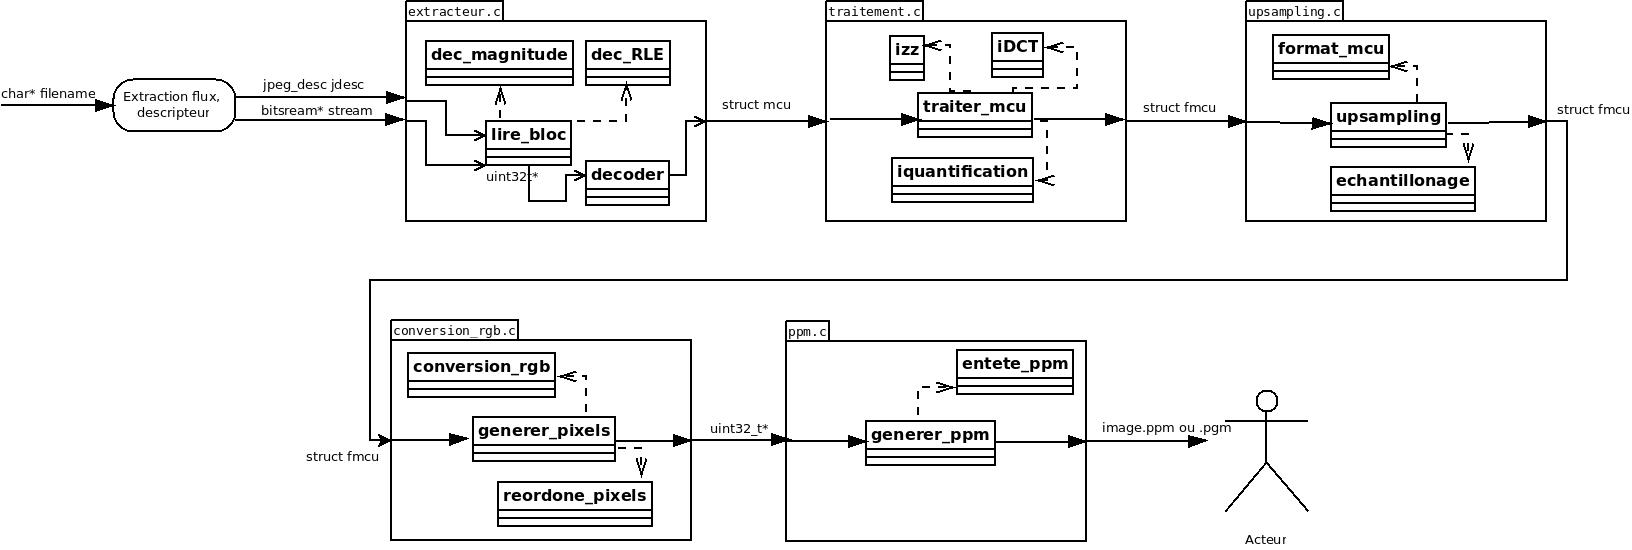 extracteur.c
traitement.c
upsampling.c
dec_magnitude
dec_RLE
izz
iDCT
format_mcu
char* filename
Extraction flux,
descripteur
jpeg_desc jdesc
bitsream* stream
lire_bloc
uint32t*
decoder
struct mcu
traiter_mcu
iquantification
struct fmcu
upsampling
echantillonage
struct fmcu
conversion_rgb.c
ppm.c
conversion_rgb
entete_ppm
generer_pixels
struct fmcu
reordone_pixels
uint32_t*
generer_ppm
image.ppm ou .pgm
Acteur